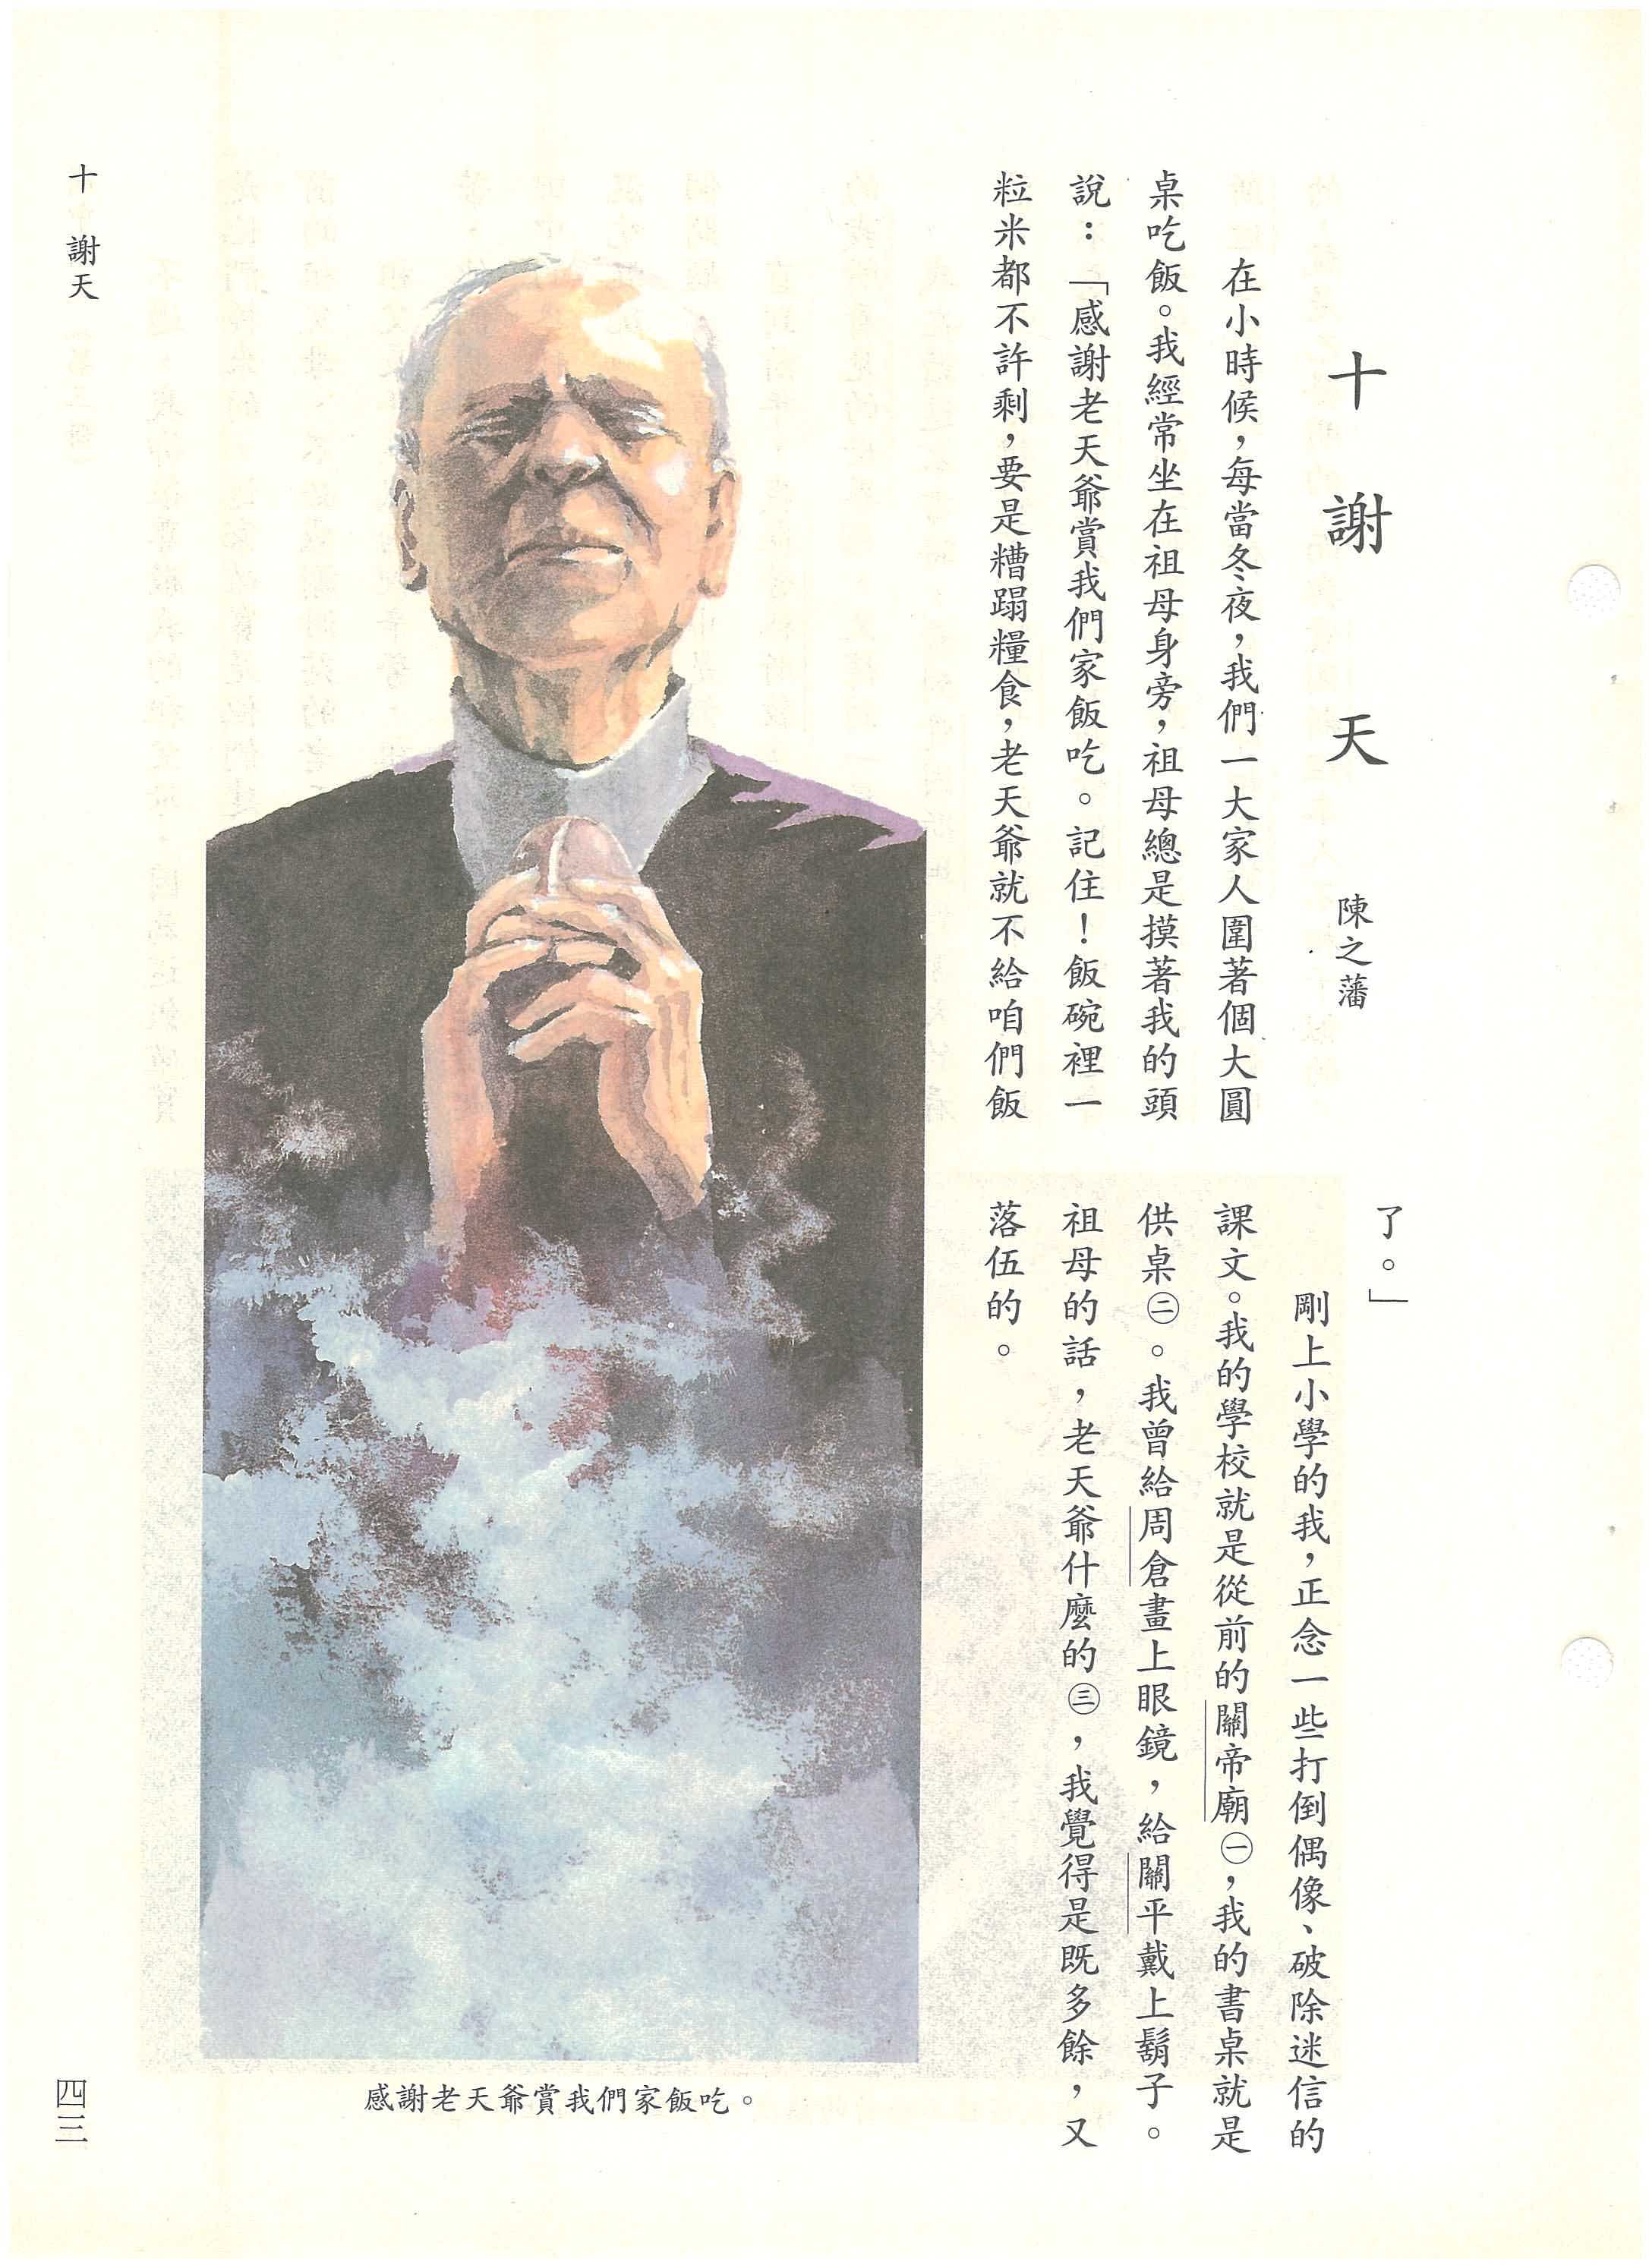 十 謝 天
陳之藩
在小時候，每當冬夜，我們一大家人圍著個大圓
桌吃飯。我經常坐在祖母身旁，祖母總是摸著我的頭
說：「感謝老天爺賞我們家飯吃。記住！飯碗裡一
粒米都不許剩，要是糟蹋糧食，老天爺就不給咱們飯
了。」
剛上小學的我，正念一些打倒偶像、破除迷信的
課文。我的學校就是從前的關帝廟㊀，我的書桌就是
供桌㊁。我曾給周倉畫上眼鏡，給關平戴上鬍子。
祖母的話，老天爺什麼的㊂，我覺得是既多餘，又
落伍的。
感謝老天爺賞我們家飯吃。
十 謝天
四三